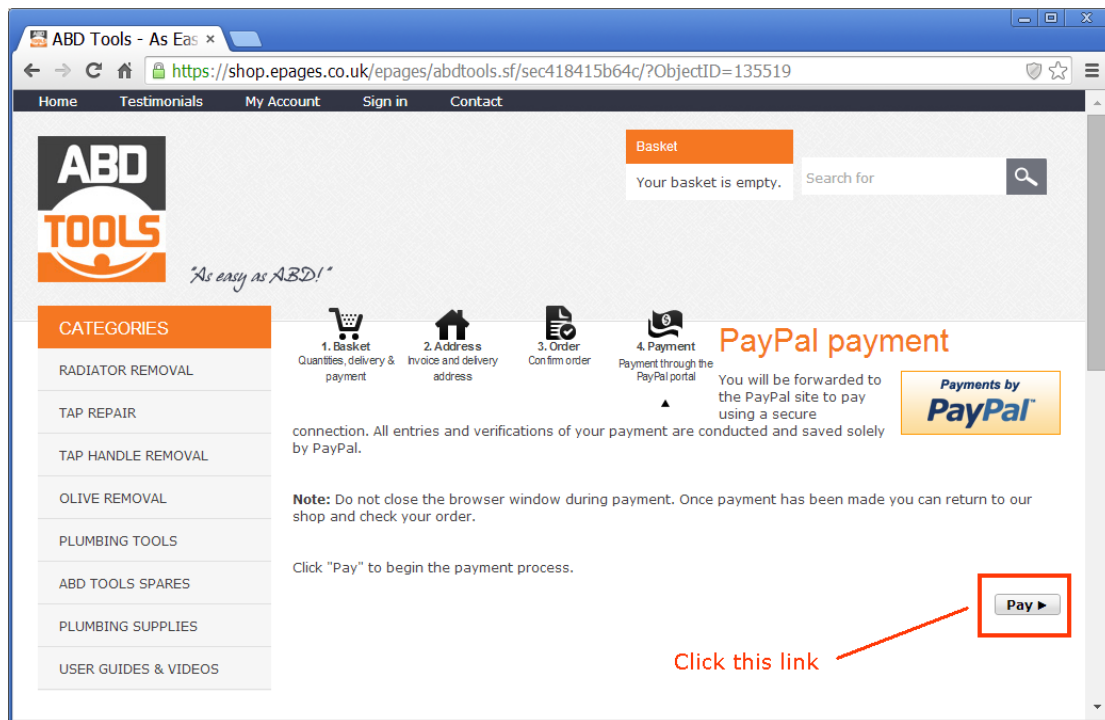 ABD Tools - As Eas
https://shop.epages.co.uk/epages/abdtools.sf/sec418415b64c/?ObjectID=135519
Home Testimonials My Account Sign in Contact
ABD
TOOLS
"As easy as ABD!"
Basket
Your basket is empty.
Search for
CATEGORIES
RADIATOR REMOVAL
TAP REPAIR
TAP HANDLE REMOVAL
OLIVE REMOVAL
PLUMBING TOOLS
ABD TOOLS SPARES
PLUMBING SUPPLIES
USER GUIDES & VIDEOS
1. Basket
Quantities, delivery &
payment
2. Address
Invoice and delivery
address
3. Order
Confirm order
4. Payment
Payment through the
PayPal portal
PayPal payment
You will be forwarded to
the PayPal site to pay
using a secure
connection. All entries and verifications of your payment are conducted and saved solely
by PayPal.
Payments by
PayPal™
Note: Do not close the browser window during payment. Once payment has been made you can return to our
shop and check your order.
Click "Pay" to begin the payment process.
Pay ►
Click this link